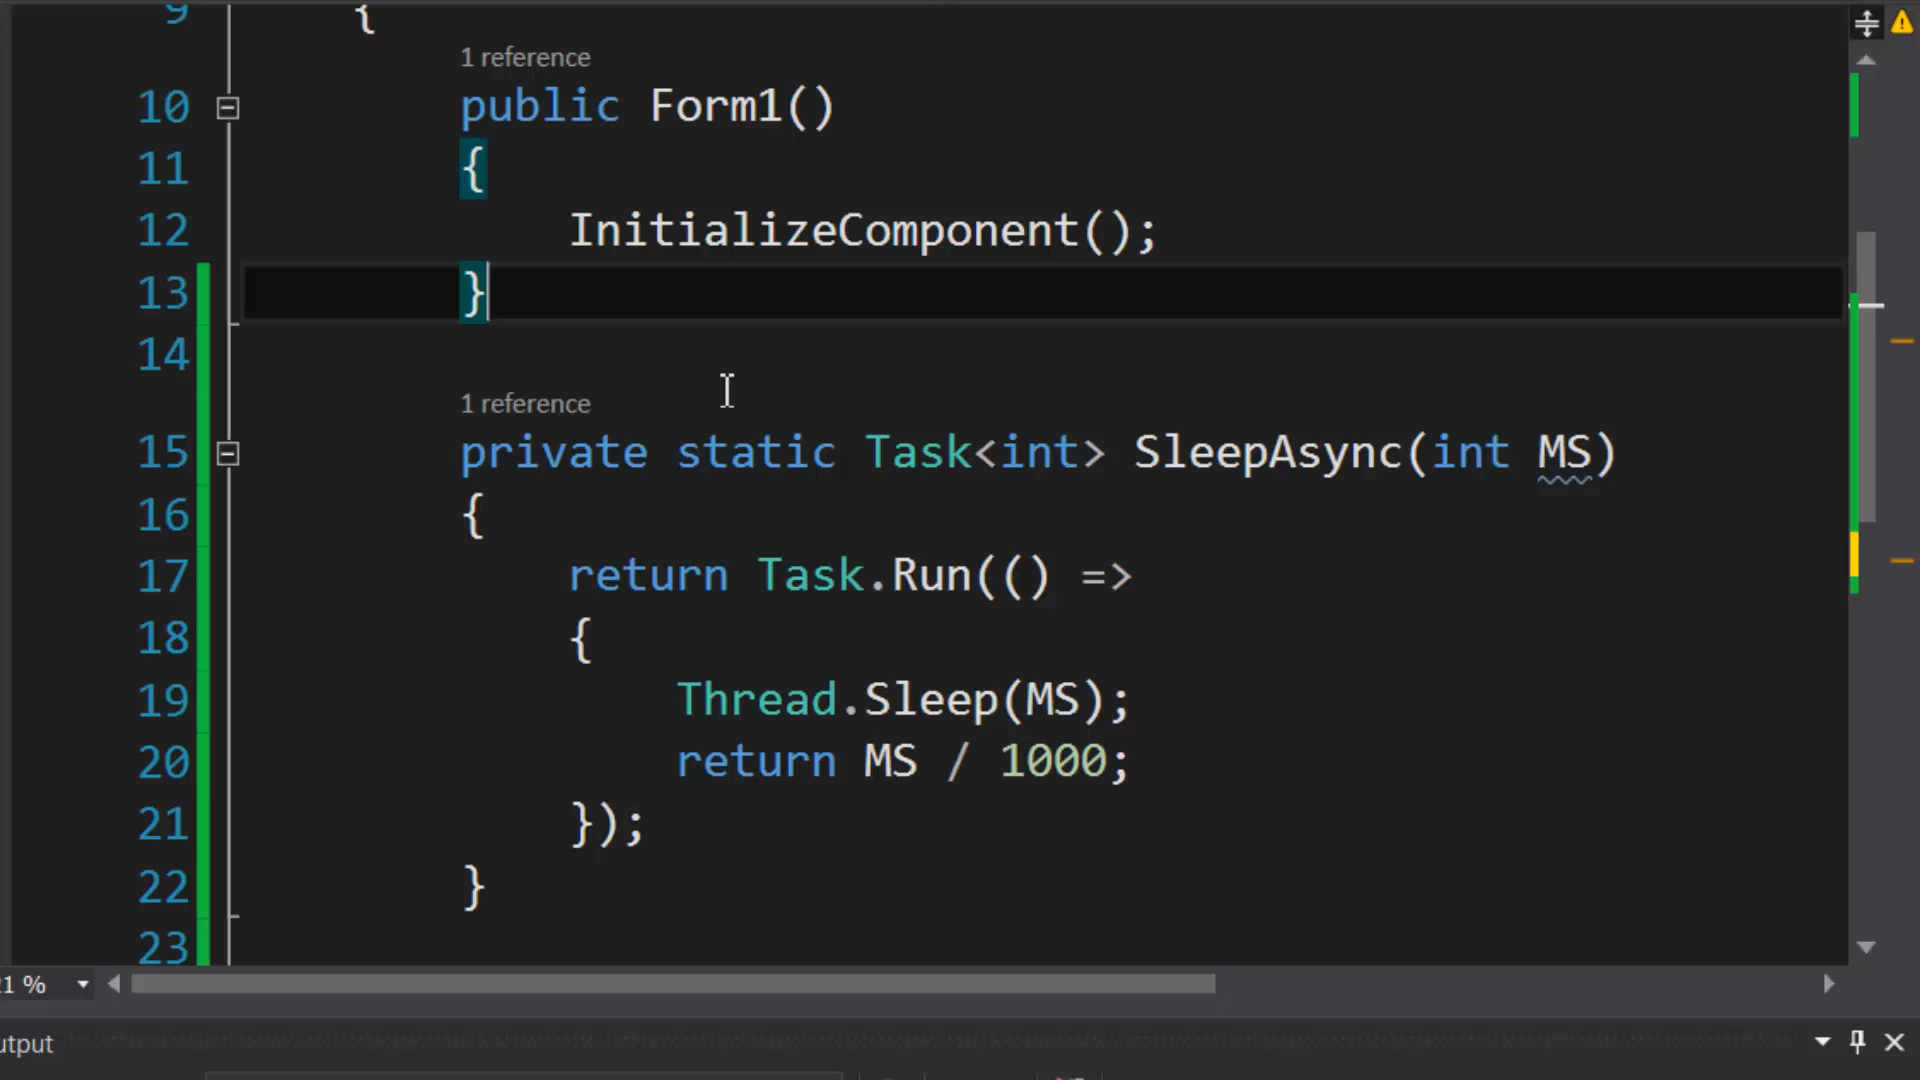 9 {
1 reference
10 public Form1()
11 {
12 InitializeComponent();
13 }
14
1 reference
15 private static Task<int> SleepAsync(int MS)
16 {
17 return Task.Run(() =>
18 {
19 Thread.Sleep(MS);
20 return MS / 1000;
21 });
22 }
23
21 %
utput